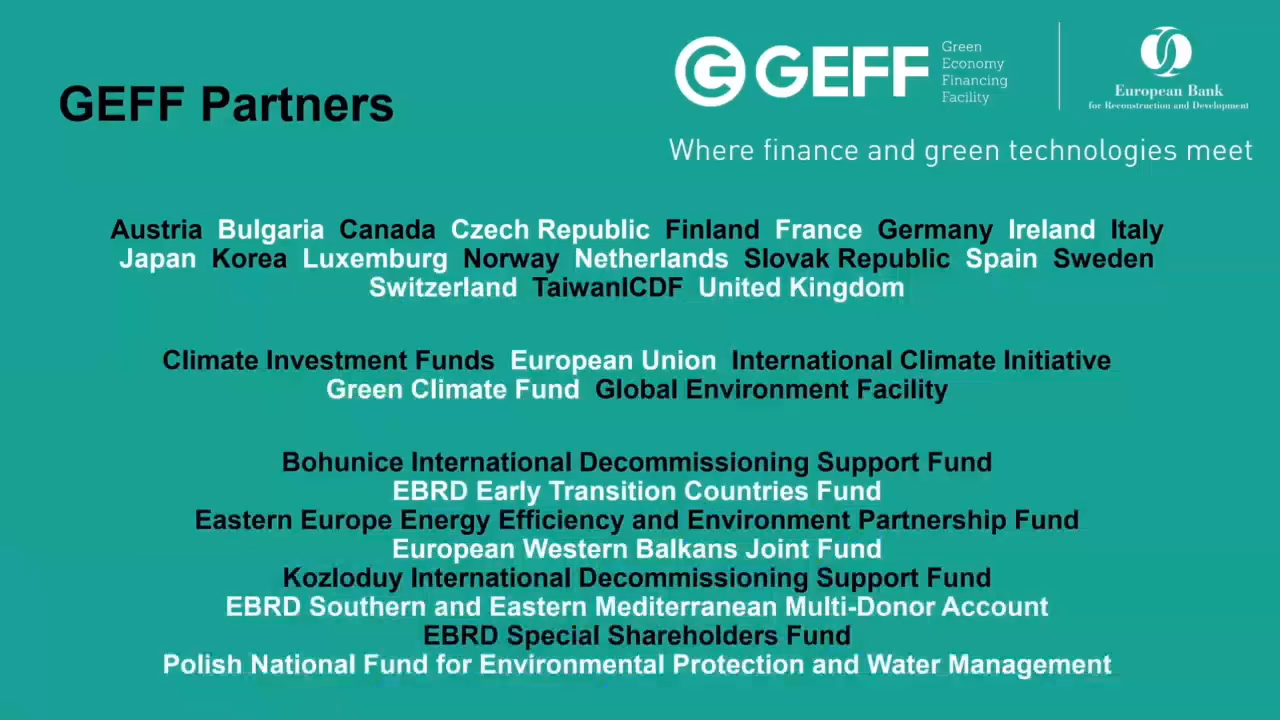 GEFF Partners
GEFF
Green
Economy
Financing
Facility
European Bank
for Reconstruction and Development
Where finance and green technologies meet
Austria Bulgaria Canada Czech Republic Finland France Germany Ireland Italy
Japan Korea Luxemburg Norway Netherlands Slovak Republic Spain Sweden
Switzerland TaiwanICDF United Kingdom
Climate Investment Funds European Union International Climate Initiative
Green Climate Fund Global Environment Facility
Bohunice International Decommissioning Support Fund
EBRD Early Transition Countries Fund
Eastern Europe Energy Efficiency and Environment Partnership Fund
European Western Balkans Joint Fund
Kozloduy International Decommissioning Support Fund
EBRD Southern and Eastern Mediterranean Multi-Donor Account
EBRD Special Shareholders Fund
Polish National Fund for Environmental Protection and Water Management